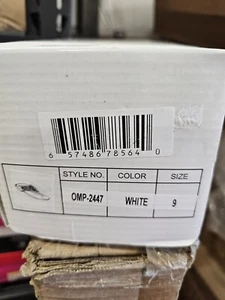 6 57486 78564 0
STYLE NO. COLOR SIZE
OMP-2447 WHITE 9